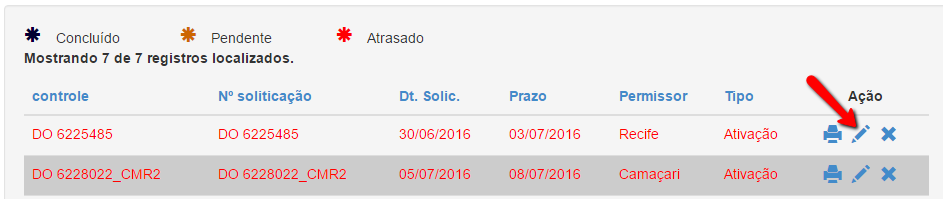 Concluído Pendente Atrasado
Mostrando 7 de 7 registros localizados.
controle Nº soliticação Dt. Solic. Prazo Permissor Tipo Ação
DO 6225485 DO 6225485 30/06/2016 03/07/2016 Recife Ativação
DO 6228022_CMR2 DO 6228022_CMR2 05/07/2016 08/07/2016 Camaçari Ativação